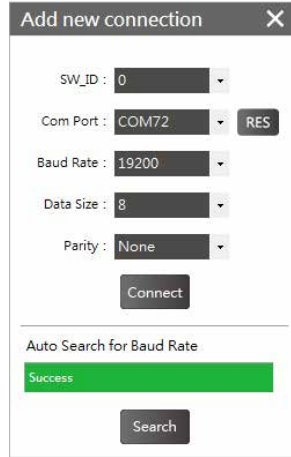 Add new connection
SW_ID : 0
Com Port : COM72 RES
Baud Rate : 19200
Data Size : 8
Parity : None
Connect
Auto Search for Baud Rate
Success
Search